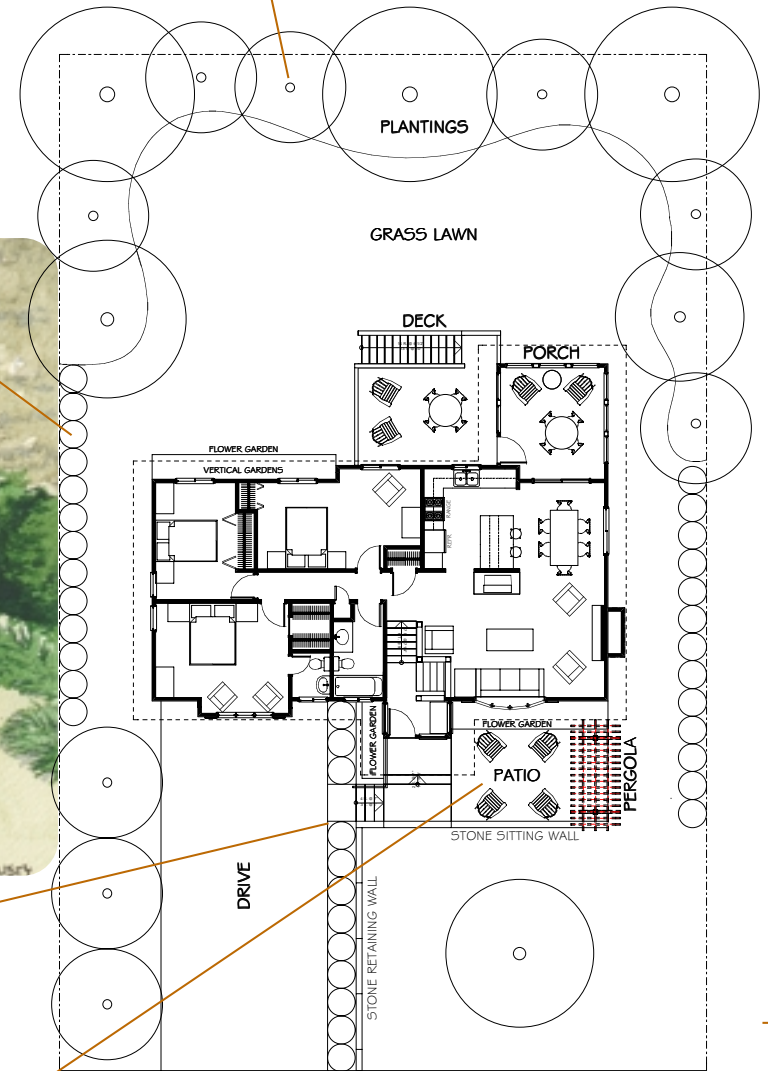 PLANTINGS
GRASS LAWN
DECK
PORCH
FLOWER GARDEN
VERTICAL GARDENS
RANGE
REFR.
FLOWER GARDEN
FLOWER GARDEN
PATIO
PERGOLA
STONE SITTING WALL
DRIVE
STONE RETAINING WALL